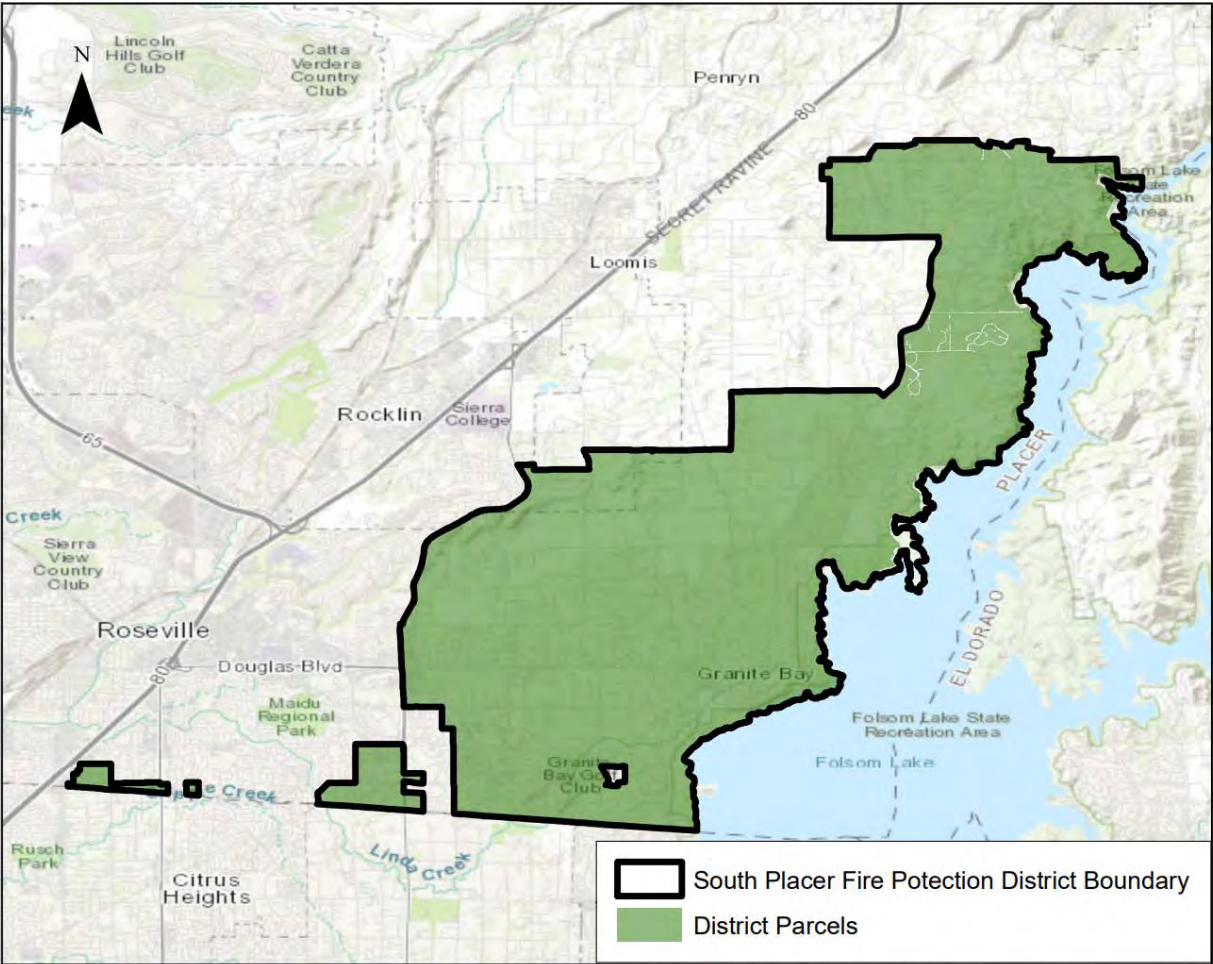 Lincoln
Hills Golf
Club
Catta
Verdera
Country
Club
N
Penryn
eek
80
SECRET RAVINE
Folsom Lake
State
Recreation
Area
Loomis
Rocklin
Sierra
College
65
PLACER
Creek
Sierra
View
Country
Club
EL DORADO
Roseville
Douglas Blvd
80
Granite Bay
Maidu
Regional
Park
Folsom Lake State
Recreation Area
Granite
Bay Golf
Club
Folsom Lake
e Creek
Rusch
Park
Linda Creek
Citrus
Heights
South Placer Fire Potection District Boundary
District Parcels